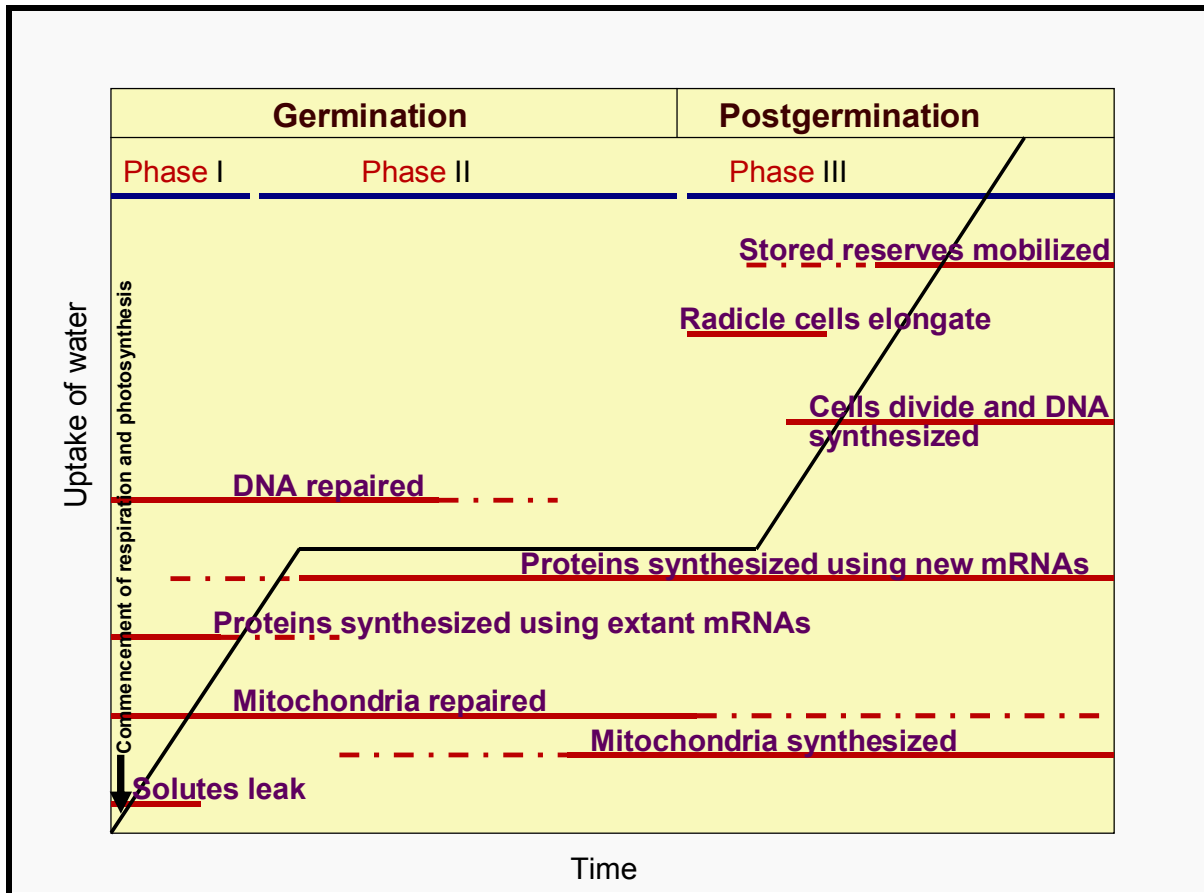 Germination
Postgermination
Phase I
Phase II
Phase III
Stored reserves mobilized
Radicle cells elongate
Cells divide and DNA
synthesized
DNA repaired
Proteins synthesized using new mRNAs
Proteins synthesized using extant mRNAs
Mitochondria repaired
Mitochondria synthesized
Solutes leak
Commencement of respiration and photosynthesis
Uptake of water
Time